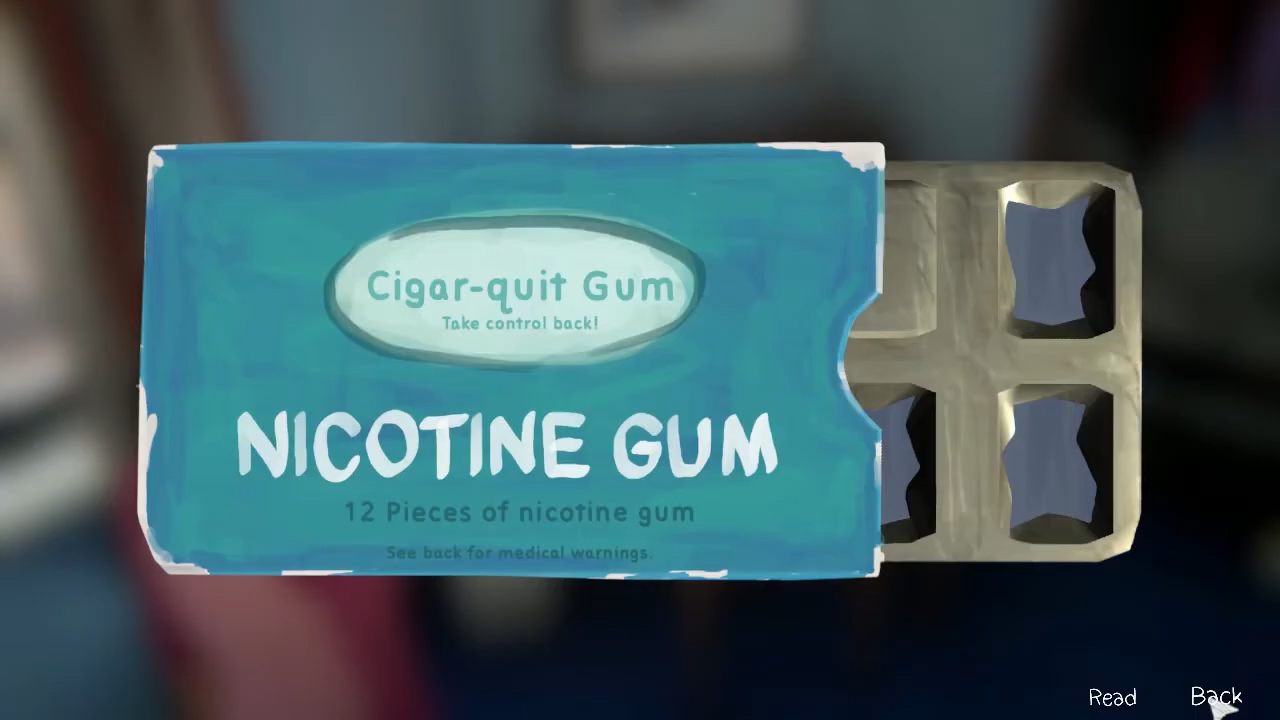 Cigar-quit Gum
Take control back!
NICOTINE GUM
12 Pieces of nicotine gum
See back for medical warnings.
Read Back